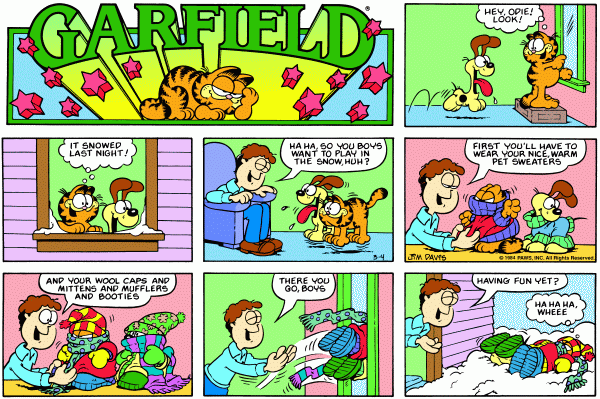 GARFIELD
®
HEY, ODIE!
LOOK!
IT SNOWED
LAST NIGHT!
HA HA, SO YOU BOYS
WANT TO PLAY IN
THE SNOW, HUH?
3-4
FIRST YOU'LL HAVE TO
WEAR YOUR NICE, WARM
PET SWEATERS
JIM DAVIS
© 1984 PAWS, INC. All Rights Reserved.
AND YOUR WOOL CAPS AND
MITTENS AND MUFFLERS
AND BOOTIES
THERE YOU
GO, BOYS
HAVING FUN YET?
HA HA HA,
WHEEE